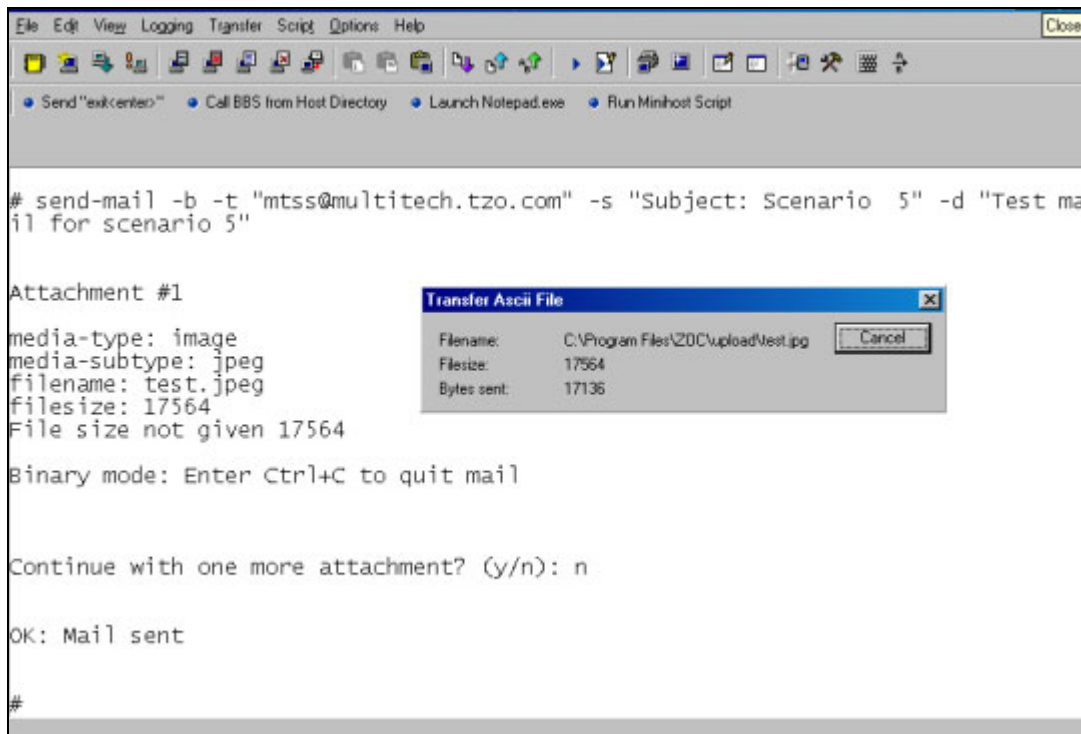 File Edit View Logging Transfer Script Options Help
Close
Send "exit<enter>" Call BBS from Host Directory Launch Notepad.exe Run Minihost Script
# send-mail -b -t "mtss@multitech.tzo.com" -s "Subject: Scenario  5" -d "Test ma
il for scenario 5"
Attachment #1
media-type: image
media-subtype: jpeg
filename: test.jpeg
filesize: 17564
File size not given 17564
Binary mode: Enter Ctrl+C to quit mail
Transfer Ascii File
Filename: C:\Program Files\ZOC\upload\test.jpg Cancel
Filesize: 17564
Bytes sent: 17136
Continue with one more attachment? (y/n): n
OK: Mail sent
#